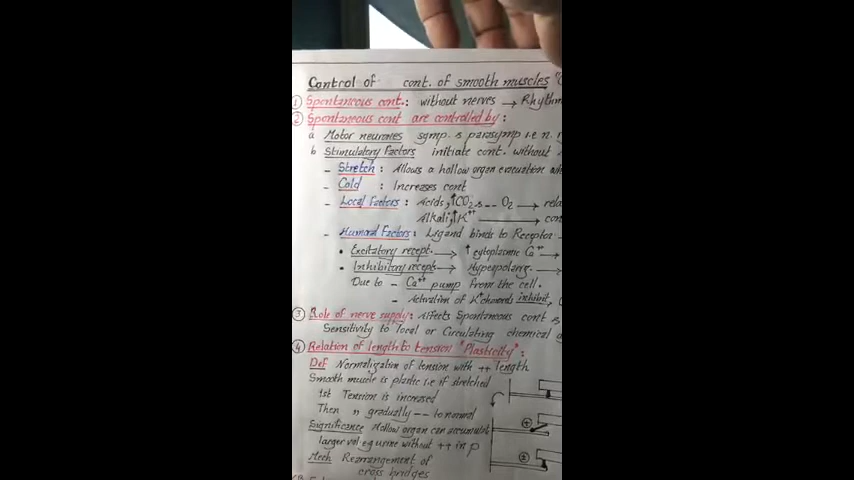 Control of cont. of smooth muscles "C
① Spontaneous cont.: without nerves → Rhythm
② Spontaneous cont are controlled by:
a Motor neurones symp. & parasymp i.e n.
b Stimulatory Factors initiate cont. without
- Stretch : Allows a hollow organ evacuation wh
- Cold : Increases cont
- Local Factors : Acids, ↑CO2 & -- O2 → rela
Alkali, ↑K++ → con
- Humoral Factors : Ligand binds to Receptor -
• Excitatory recept. → ↑ cytoplasmic Ca++ →
• Inhibitory recept → Hyperpolariz. →
Due to - Ca++ pump from the cell.
- Activation of K+ channels inhibit,
③ Role of nerve supply: Affects Spontaneous cont &
Sensitivity to local or Circulating chemical a
④ Relation of length to tension "Plasticity":
Def Normalization of tension with ++ length
Smooth muscle is plastic i.e if stretched
1st Tension is increased
Then gradually -- to normal
Significance Hollow organ can accumulat
larger vol e.g urine without ++ in p
Mech Rearrangement of
cross bridges